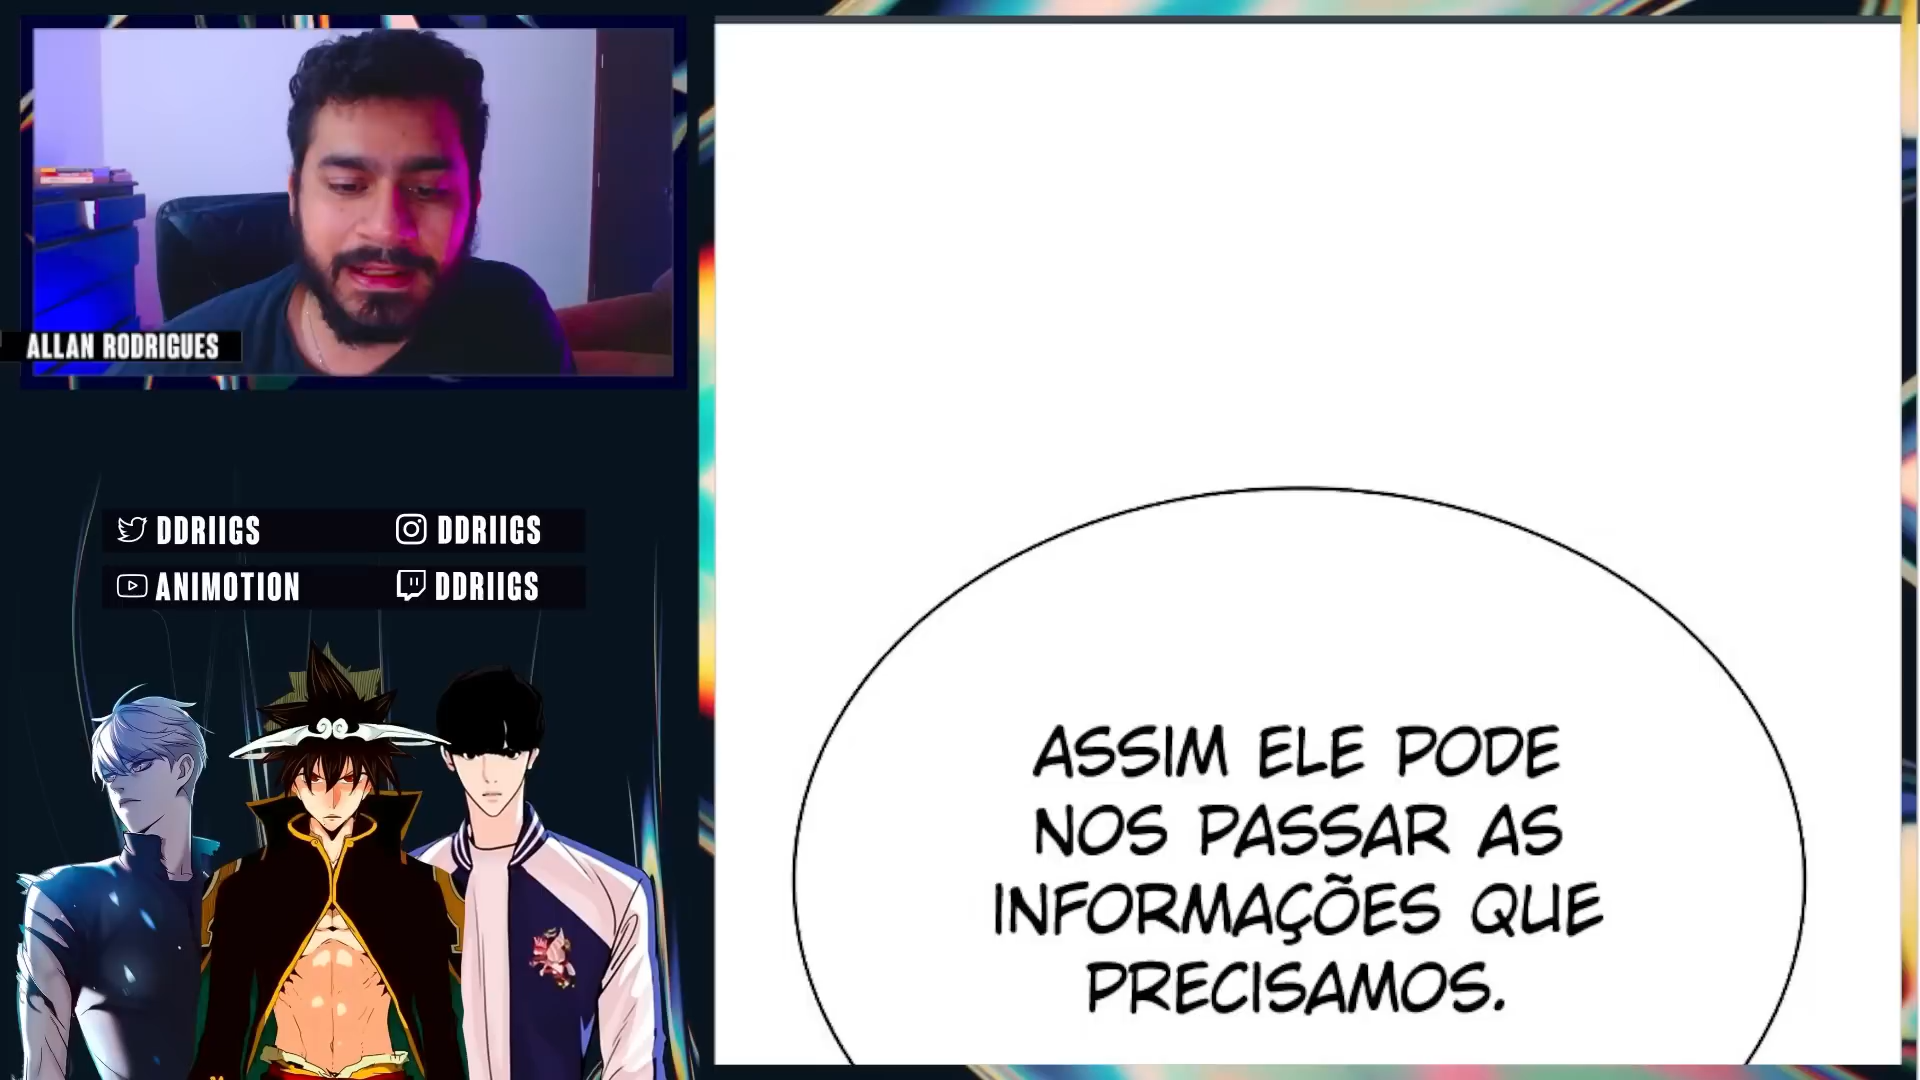 ALLAN RODRIGUES
DDRIIGS
DDRIIGS
ANIMOTION
DDRIIGS
ASSIM ELE PODE
NOS PASSAR AS
INFORMAÇÕES QUE
PRECISAMOS.